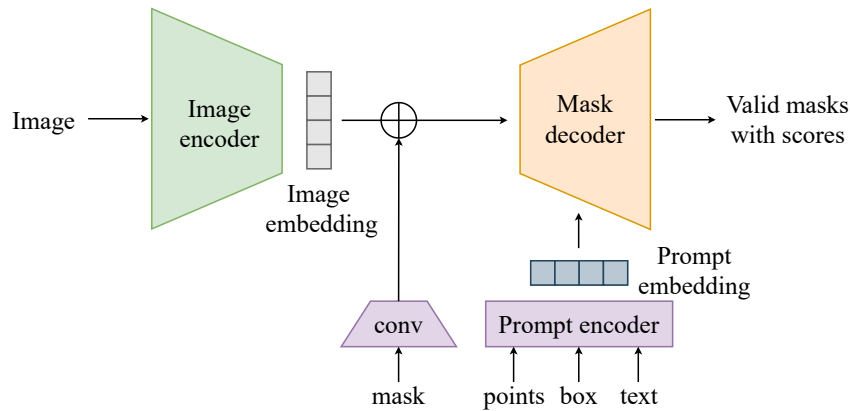 Image
Image
encoder
Image
embedding
Mask
decoder
Valid masks
with scores
Prompt
embedding
conv
Prompt encoder
mask
points
box
text